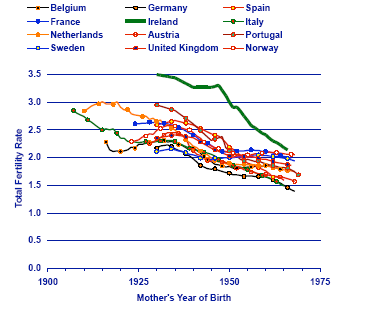 Belgium Germany Spain
France Ireland Italy
Netherlands Austria Portugal
Sweden United Kingdom Norway
Total Fertility Rate
3.5
3.0
2.5
2.0
1.5
1.0
0.5
0.0
1900 1925 1950 1975
Mother's Year of Birth